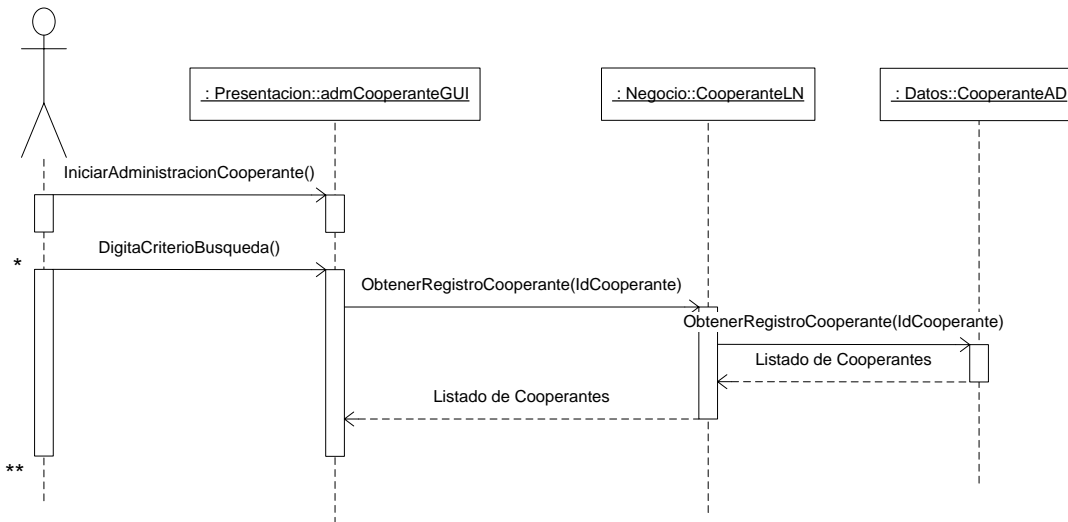 : Presentacion::admCooperanteGUI
: Negocio::CooperanteLN
: Datos::CooperanteAD
IniciarAdministracionCooperante()
DigitaCriterioBusqueda()
*
ObtenerRegistroCooperante(IdCooperante)
ObtenerRegistroCooperante(IdCooperante)
Listado de Cooperantes
Listado de Cooperantes
**